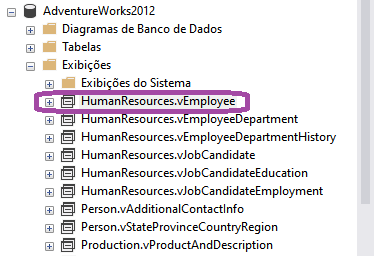 AdventureWorks2012
Diagramas de Banco de Dados
Tabelas
Exibições
Exibições do Sistema
HumanResources.vEmployee
HumanResources.vEmployeeDepartment
HumanResources.vEmployeeDepartmentHistory
HumanResources.vJobCandidate
HumanResources.vJobCandidateEducation
HumanResources.vJobCandidateEmployment
Person.vAdditionalContactInfo
Person.vStateProvinceCountryRegion
Production.vProductAndDescription